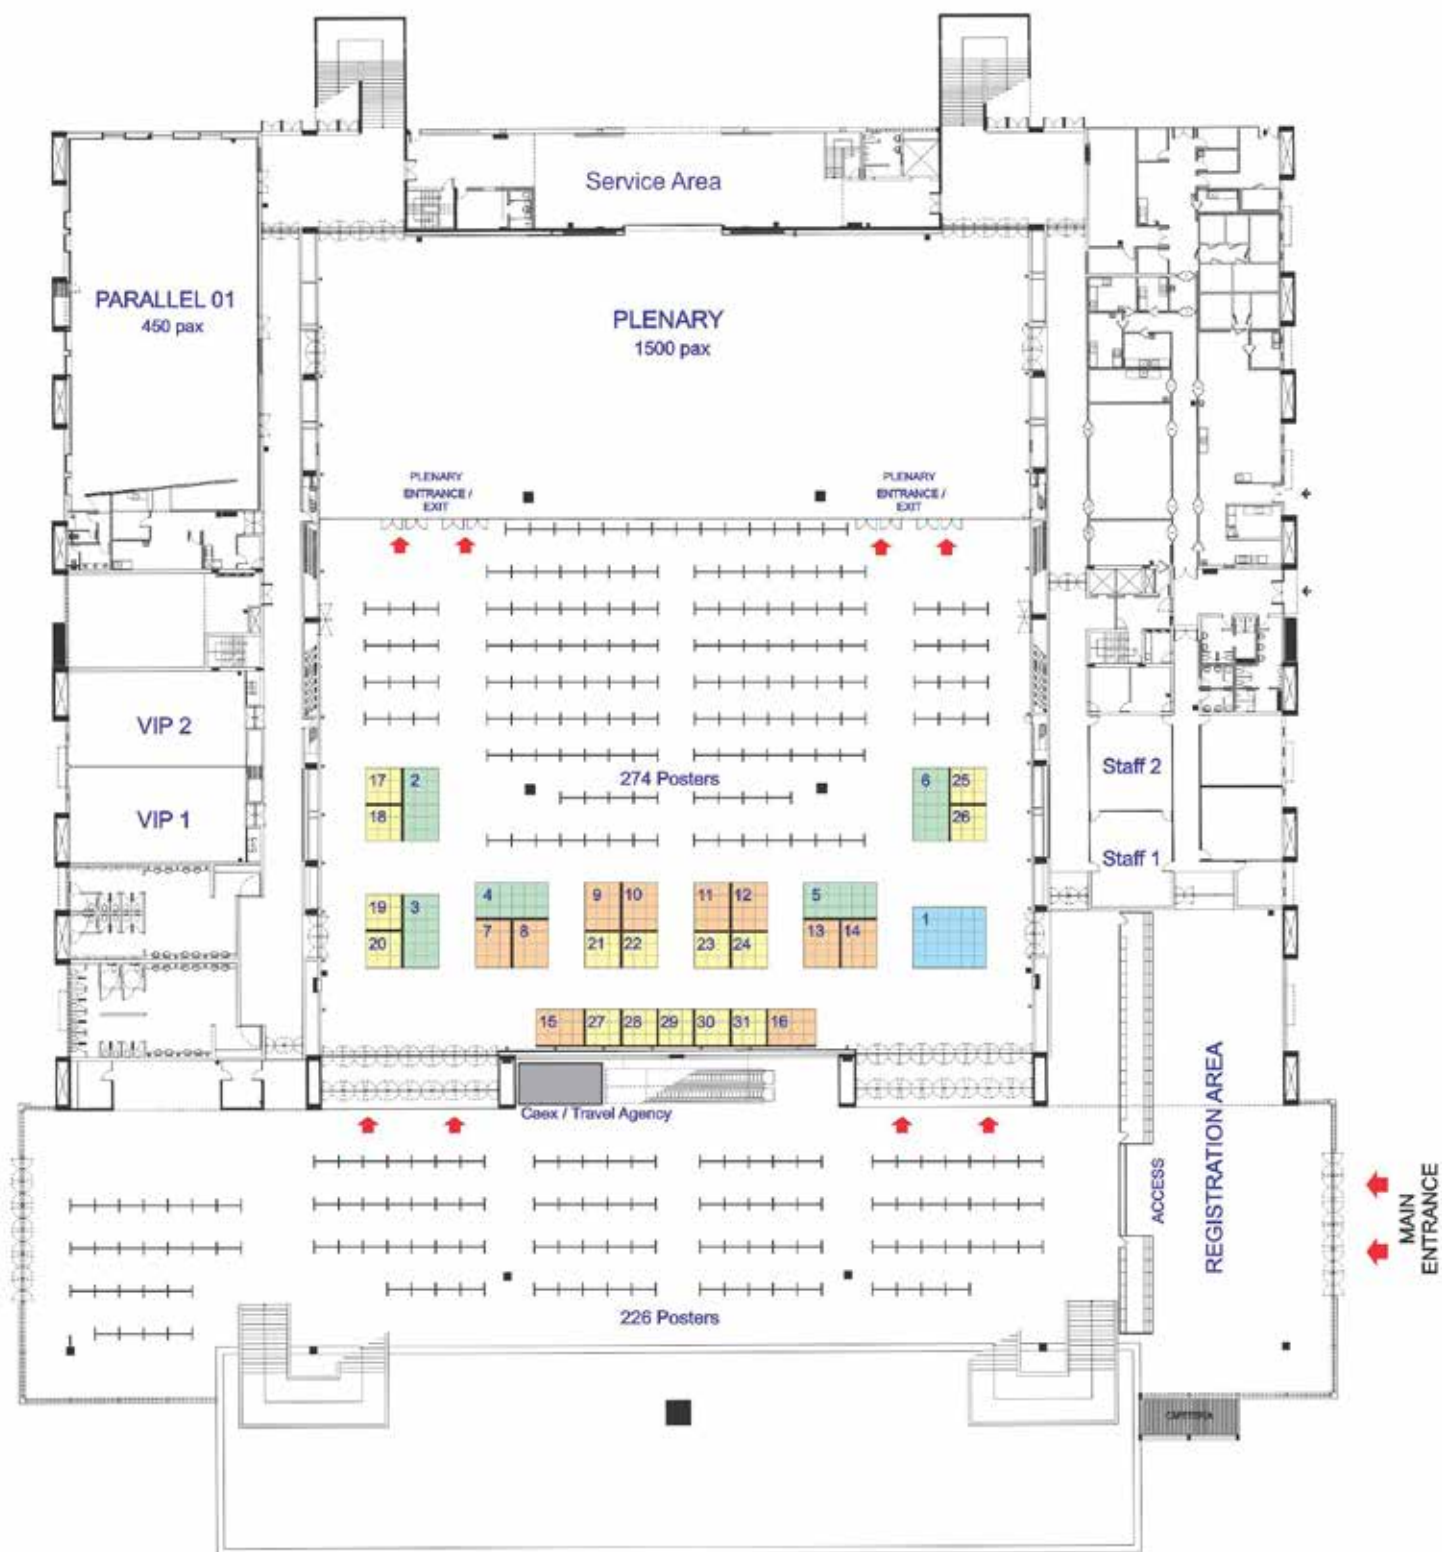 Service Area
PARALLEL 01
450 pax
PLENARY
1500 pax
PLENARY
ENTRANCE /
EXIT
PLENARY
ENTRANCE /
EXIT
VIP 2
VIP 1
274 Posters
Staff 2
Staff 1
17 2
18
6 25
26
19 3
20
4
7 8
9 10
21 22
11 12
23 24
5
13 14
1
15 27 28 29 30 31 16
Caex / Travel Agency
REGISTRATION AREA
ACCESS
MAIN
ENTRANCE
226 Posters
CAFETERIA